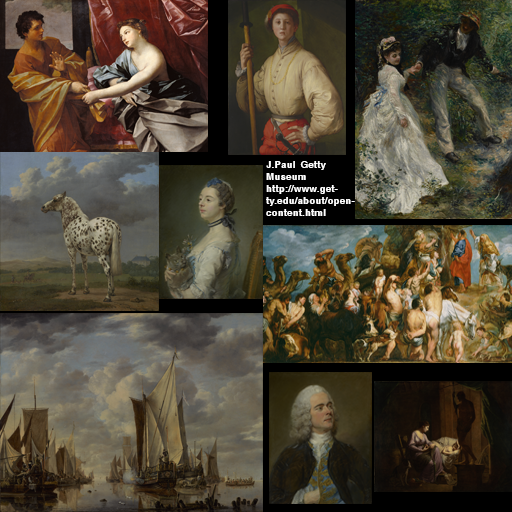 J.Paul Getty
Museum
http://www.get-
ty.edu/about/open-
content.html